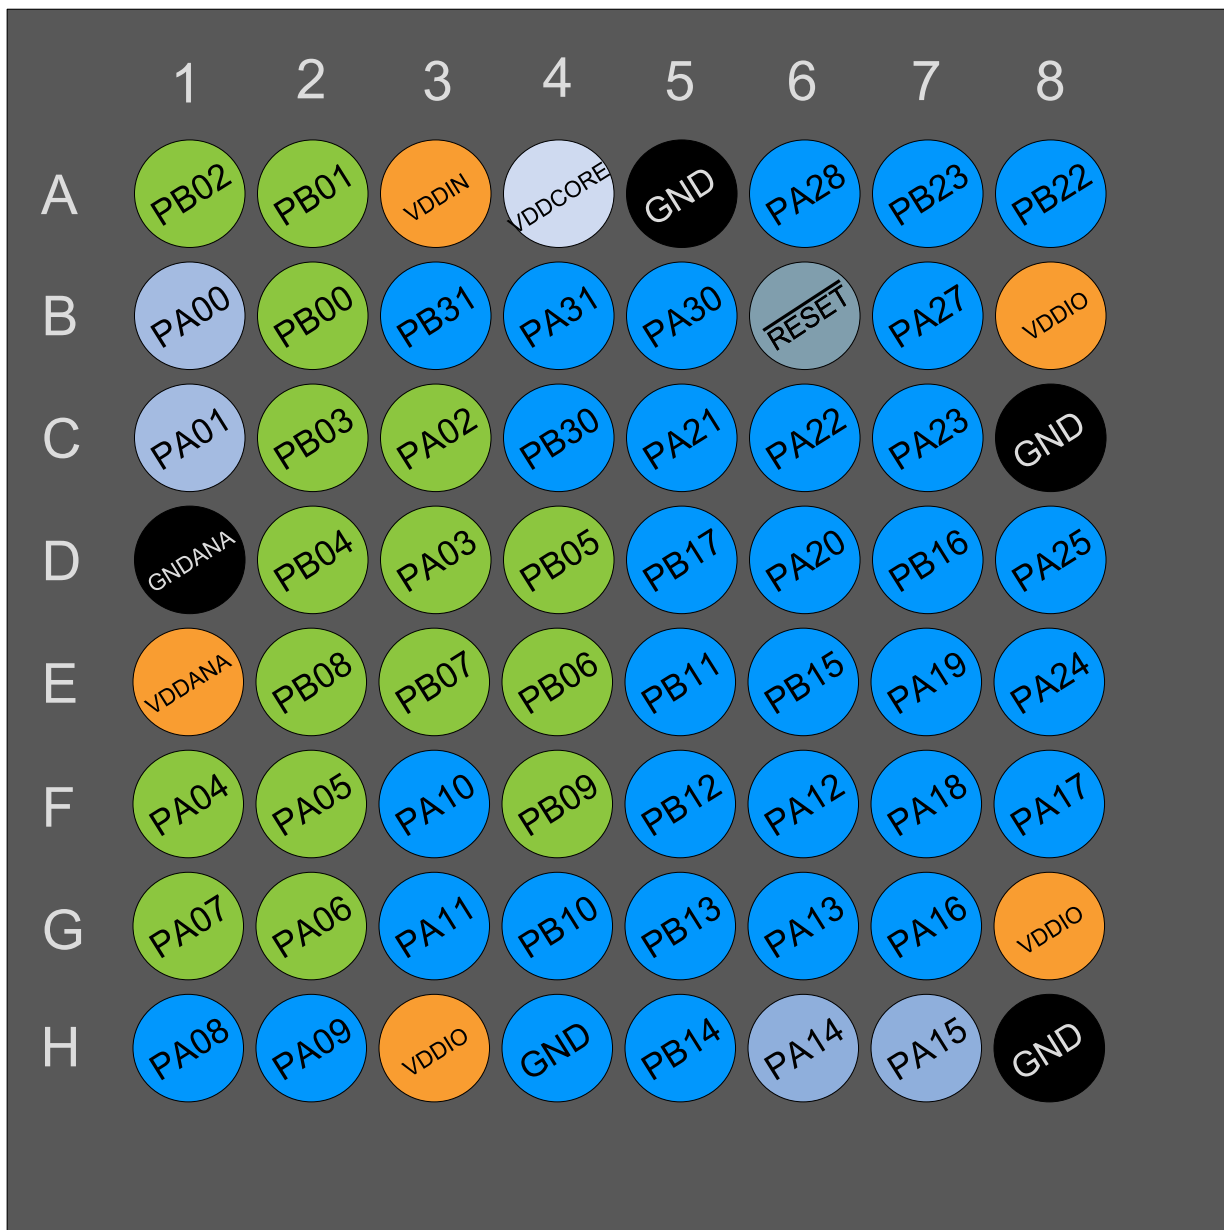 1 2 3 4 5 6 7 8
A PB02 PB01 VDDIN VDDCORE GND PA28 PB23 PB22
B PA00 PB00 PB31 PA31 PA30 RESET PA27 VDDIO
C PA01 PB03 PA02 PB30 PA21 PA22 PA23 GND
D GNDANA PB04 PA03 PB05 PB17 PA20 PB16 PA25
E VDDANA PB08 PB07 PB06 PB11 PB15 PA19 PA24
F PA04 PA05 PA10 PB09 PB12 PA12 PA18 PA17
G PA07 PA06 PA11 PB10 PB13 PA13 PA16 VDDIO
H PA08 PA09 VDDIO GND PB14 PA14 PA15 GND